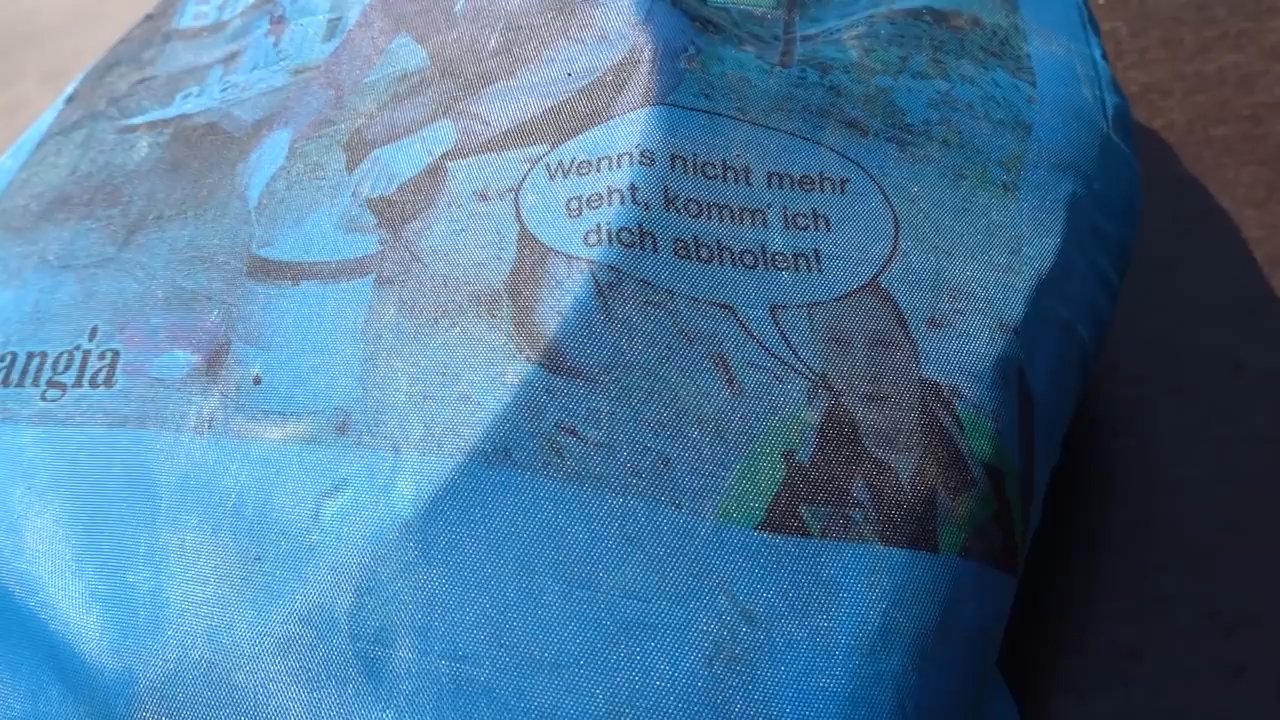 Wenn's nicht mehr
geht, komm' ich
dich abholen!
angia